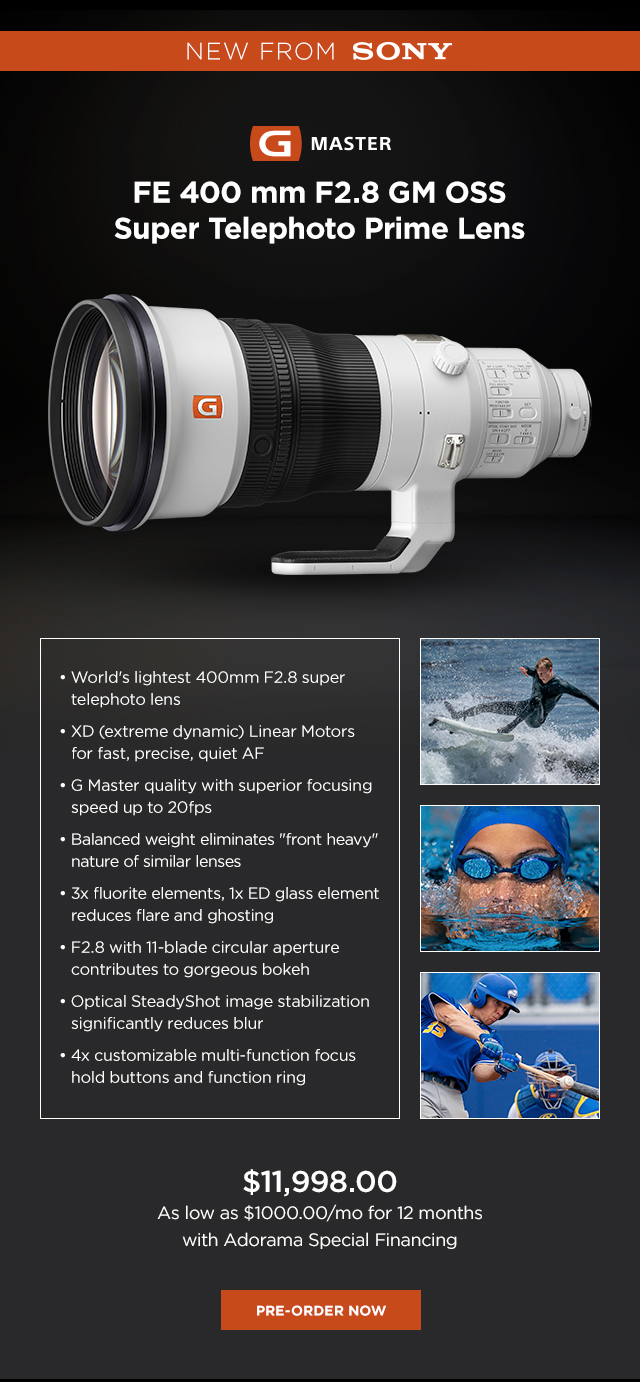 NEW FROM SONY
G MASTER
FE 400 mm F2.8 GM OSS
Super Telephoto Prime Lens
G
• World's lightest 400mm F2.8 super
telephoto lens
• XD (extreme dynamic) Linear Motors
for fast, precise, quiet AF
• G Master quality with superior focusing
speed up to 20fps
• Balanced weight eliminates "front heavy"
nature of similar lenses
• 3x fluorite elements, 1x ED glass element
reduces flare and ghosting
• F2.8 with 11-blade circular aperture
contributes to gorgeous bokeh
• Optical SteadyShot image stabilization
significantly reduces blur
• 4x customizable multi-function focus
hold buttons and function ring
33
$11,998.00
As low as $1000.00/mo for 12 months
with Adorama Special Financing
PRE-ORDER NOW